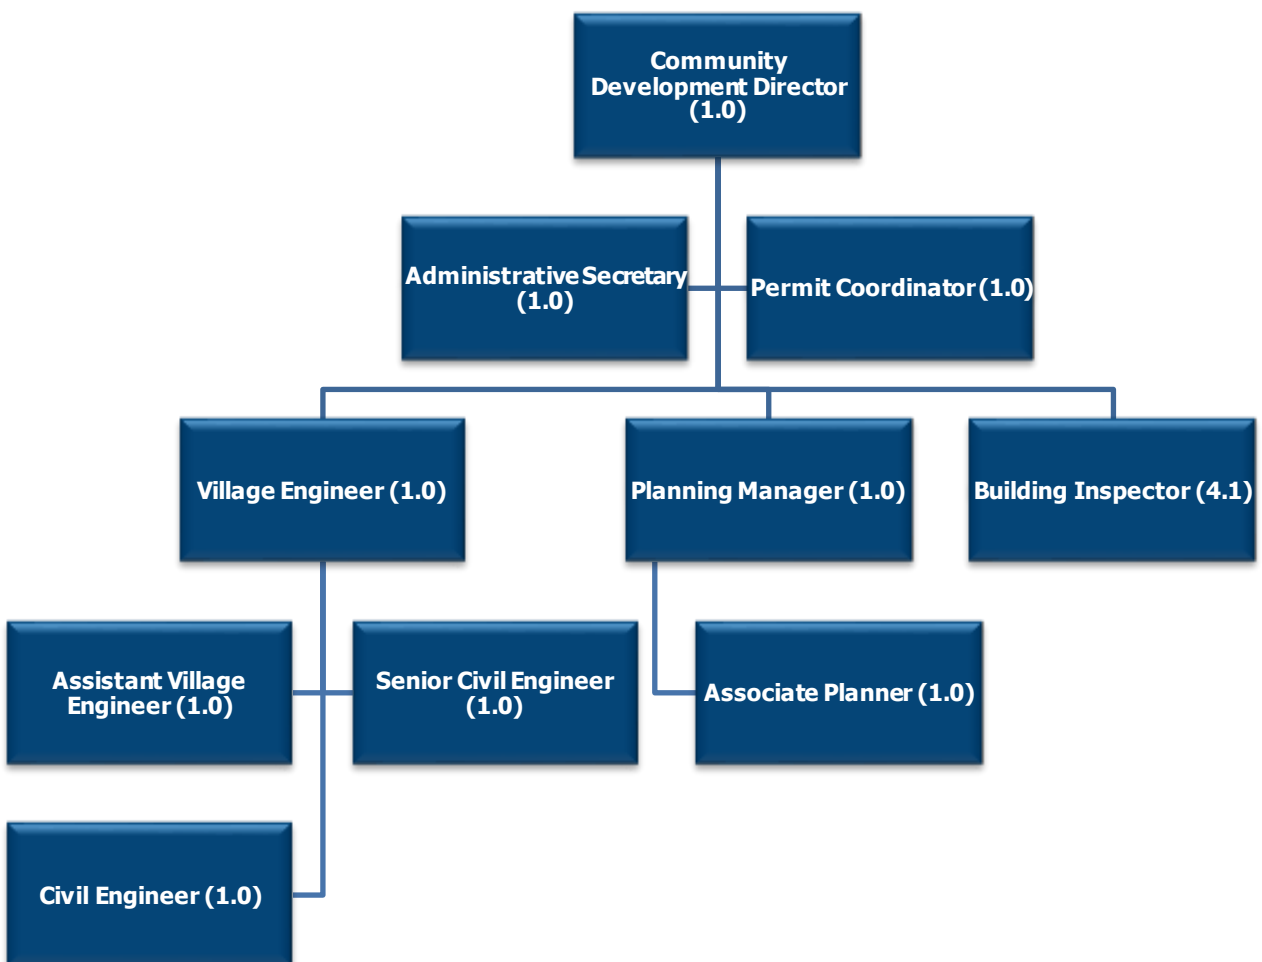 Community
Development Director
(1.0)
Administrative Secretary
(1.0)
Permit Coordinator (1.0)
Village Engineer (1.0)
Planning Manager (1.0)
Building Inspector (4.1)
Assistant Village
Engineer (1.0)
Senior Civil Engineer
(1.0)
Associate Planner (1.0)
Civil Engineer (1.0)